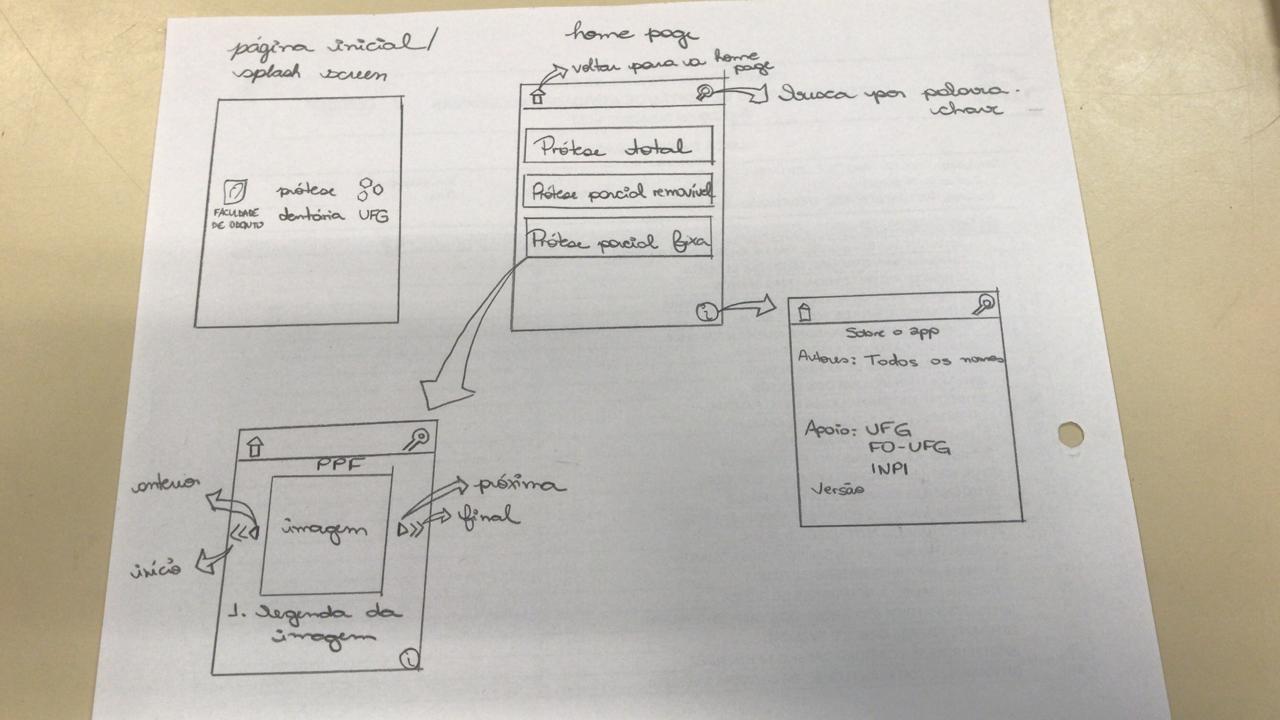 página inicial/
splash screen
FACULDADE
DE ODONTO
prótese
dentária UFG
home page
voltar para a home
page
busca por palavra-
chave
Prótese total
Prótese parcial removível
Prótese parcial fixa
i
Sobre o app
Autores: Todos os nomes
Apoio: UFG
FO-UFG
INPI
Versão
PPF
anterior
início
imagem
próxima
final
1. legenda da
imagem
i